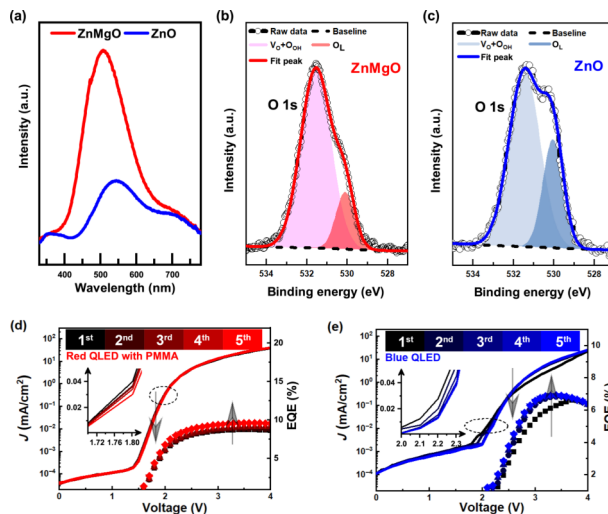 (a)
ZnMgO ZnO
Intensity (a.u.)
400 500 600 700
Wavelength (nm)
(b)
Raw data Baseline
VO+OOH OL
Fit peak
ZnMgO
O 1s
Intensity (a.u.)
534 532 530 528
Binding energy (eV)
(c)
Raw data Baseline
VO+OOH OL
Fit peak
ZnO
O 1s
Intensity (a.u.)
534 532 530 528
Binding energy (eV)
(d)
1st 2nd 3rd 4th 5th
Red QLED with PMMA
10² 10¹ 10⁰ 10⁻¹ 10⁻² 10⁻³ 10⁻⁴
J (mA/cm²)
0.04
0.02
1.72 1.76 1.80
20
15
10
5
EQE (%)
0 1 2 3 4
Voltage (V)
(e)
1st 2nd 3rd 4th 5th
Blue QLED
10² 10¹ 10⁰ 10⁻¹ 10⁻² 10⁻³ 10⁻⁴
J (mA/cm²)
0.04
0.02
2.0 2.1 2.2 2.3
10
8
6
4
2
EQE (%)
0 1 2 3 4
Voltage (V)